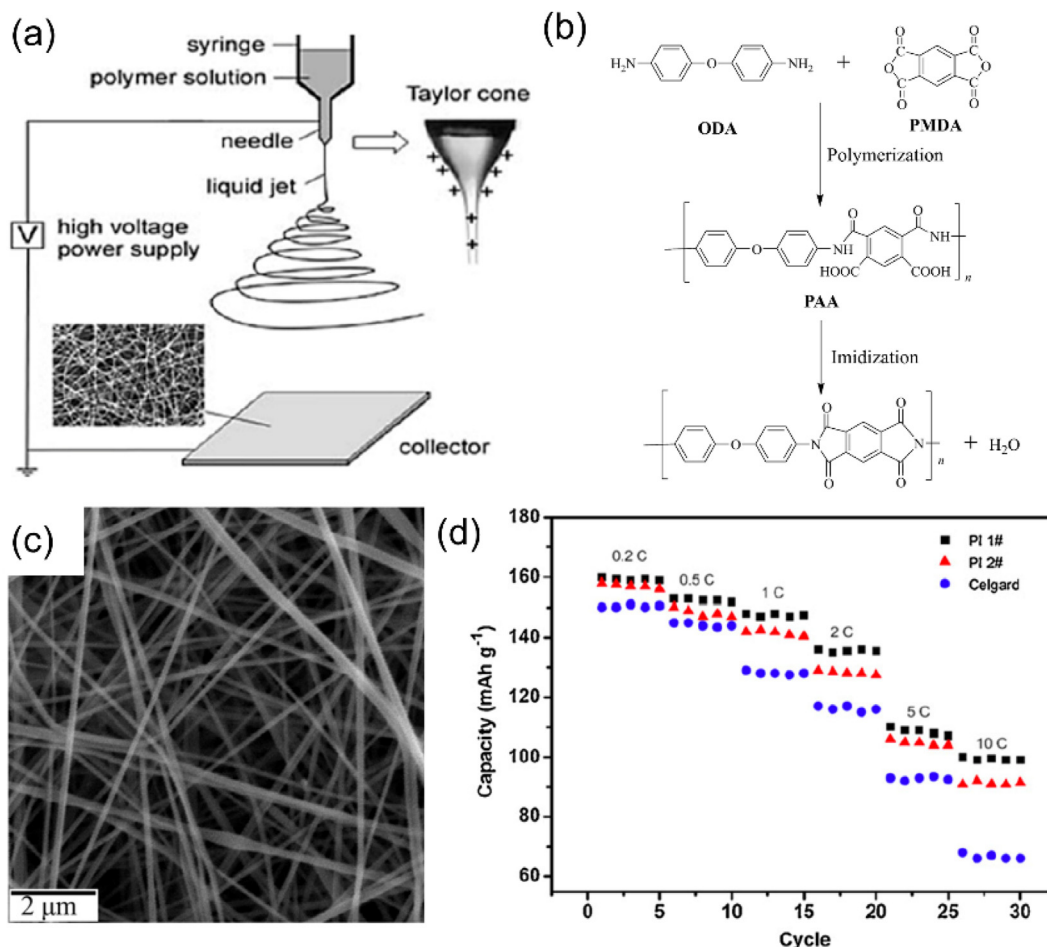 (a)
syringe
polymer solution
needle
liquid jet
Taylor cone
+ + + + + + + + + +
V
high voltage
power supply
collector
(b)
H₂N
O
NH₂
+
O
O
O
O
O
O
ODA
PMDA
Polymerization
O
O
NH
NH
O
HOOC
COOH
n
PAA
Imidization
O
O
O
N
N
O
O
n
+ H₂O
(c)
2 μm
(d)
Capacity (mAh g⁻¹)
180
160
140
120
100
80
60
0.2 C
0.5 C
1 C
2 C
5 C
10 C
PI 1#
PI 2#
Celgard
0 5 10 15 20 25 30
Cycle